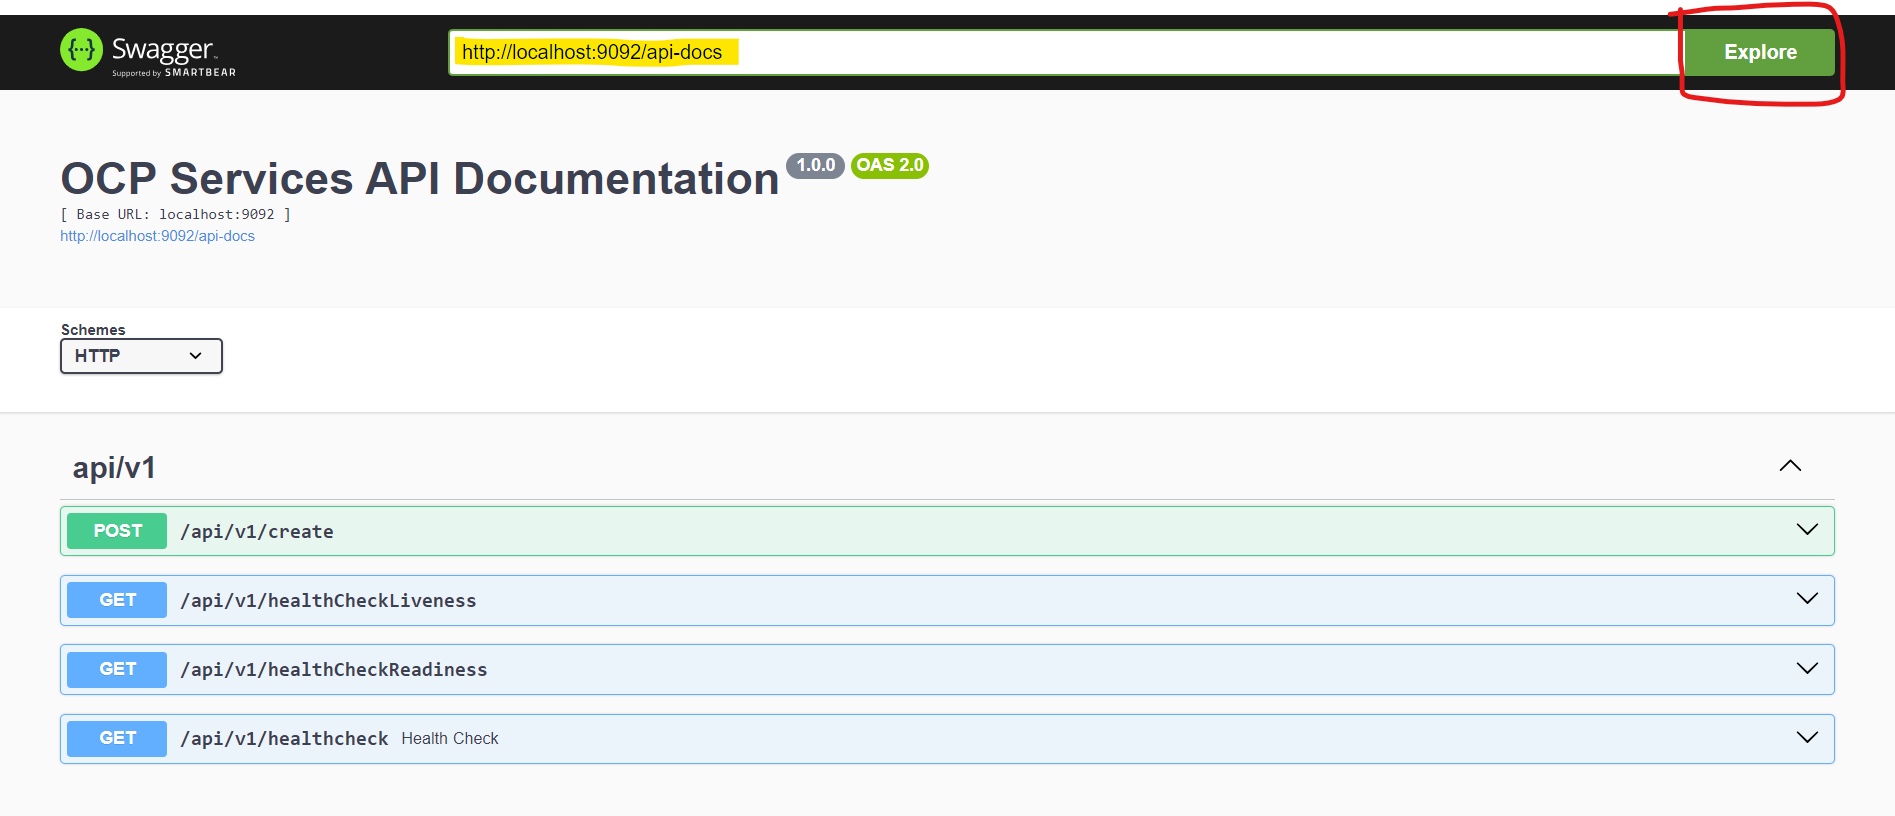 Swagger™
Supported by SMARTBEAR
http://localhost:9092/api-docs
Explore
OCP Services API Documentation 1.0.0 OAS 2.0
[ Base URL: localhost:9092 ]
http://localhost:9092/api-docs
Schemes
HTTP
api/v1
POST /api/v1/create
GET /api/v1/healthCheckLiveness
GET /api/v1/healthCheckReadiness
GET /api/v1/healthcheck Health Check